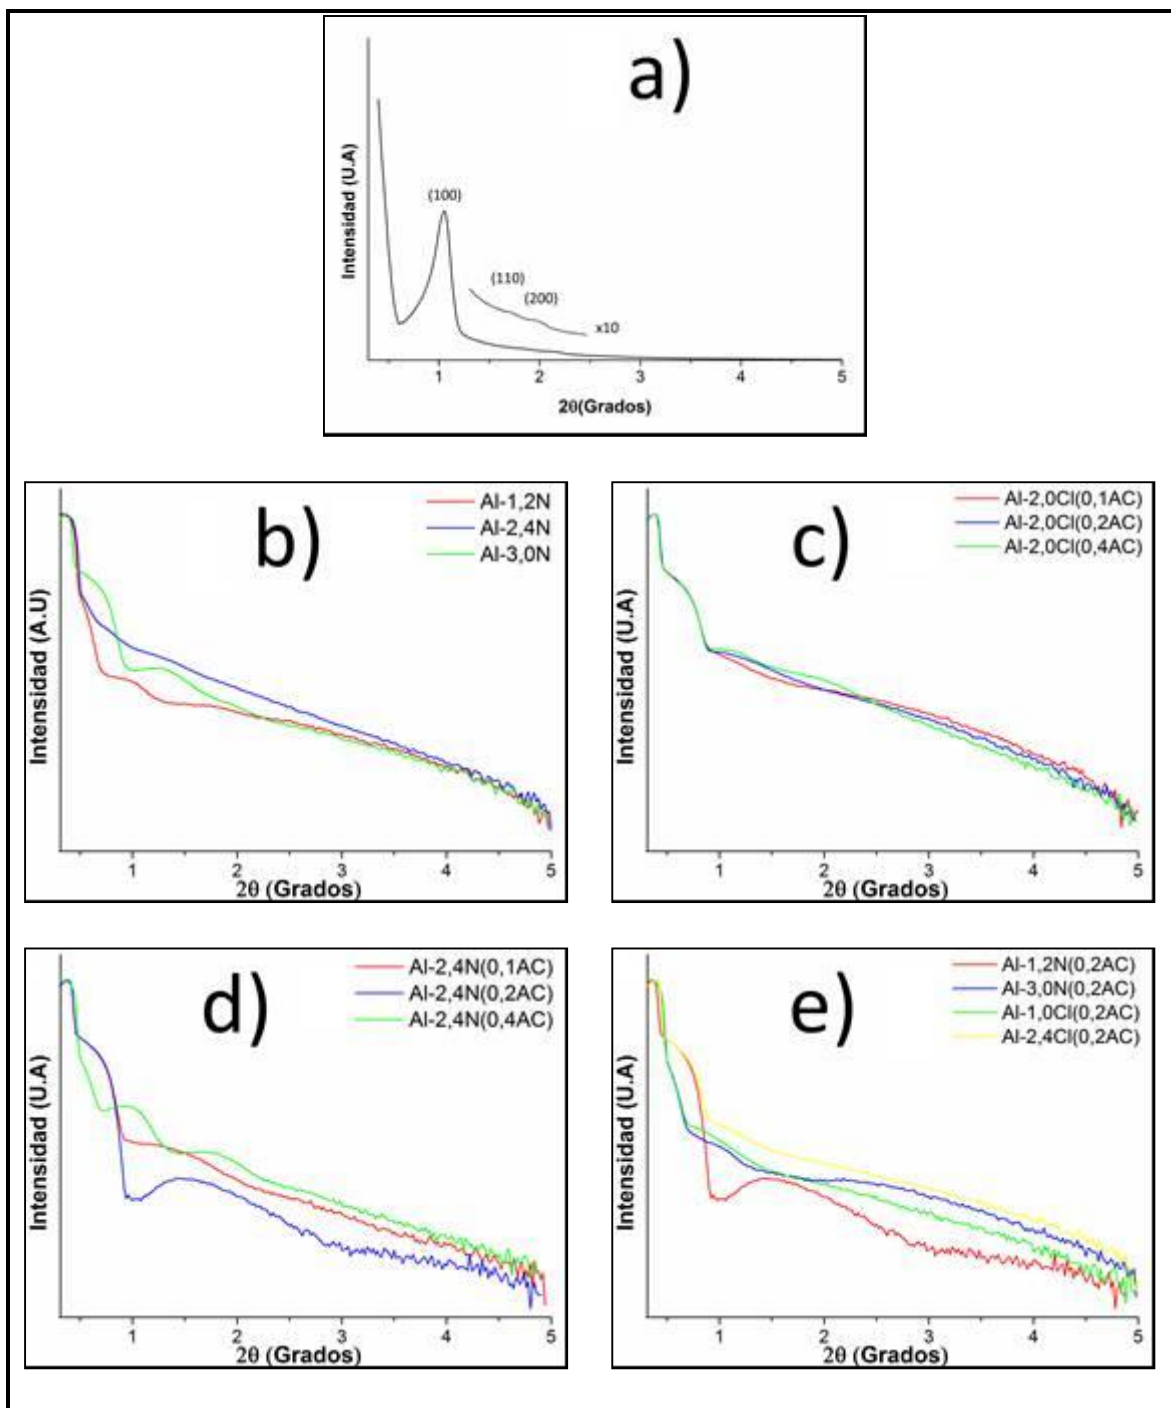 a)
Intensidad (U.A)
(100)
(110)
(200)
x10
1 2 3 4 5
2θ(Grados)
b)
Al-1,2N
Al-2,4N
Al-3,0N
Intensidad (A.U)
1 2 3 4 5
2θ (Grados)
c)
Al-2,0Cl(0,1AC)
Al-2,0Cl(0,2AC)
Al-2,0Cl(0,4AC)
Intensidad (U.A)
1 2 3 4 5
2θ (Grados)
d)
Al-2,4N(0,1AC)
Al-2,4N(0,2AC)
Al-2,4N(0,4AC)
Intensidad (U.A)
1 2 3 4 5
2θ (Grados)
e)
Al-1,2N(0,2AC)
Al-3,0N(0,2AC)
Al-1,0Cl(0,2AC)
Al-2,4Cl(0,2AC)
Intensidad (U.A)
1 2 3 4 5
2θ (Grados)